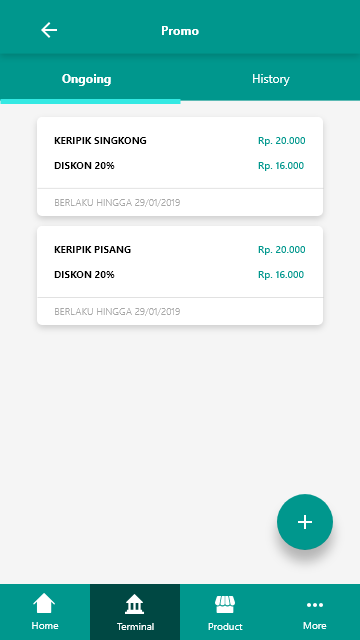 Promo
Ongoing History
KERIPIK SINGKONG Rp. 20.000
DISKON 20% Rp. 16.000
BERLAKU HINGGA 29/01/2019
KERIPIK PISANG Rp. 20.000
DISKON 20% Rp. 16.000
BERLAKU HINGGA 29/01/2019
Home Terminal Product More